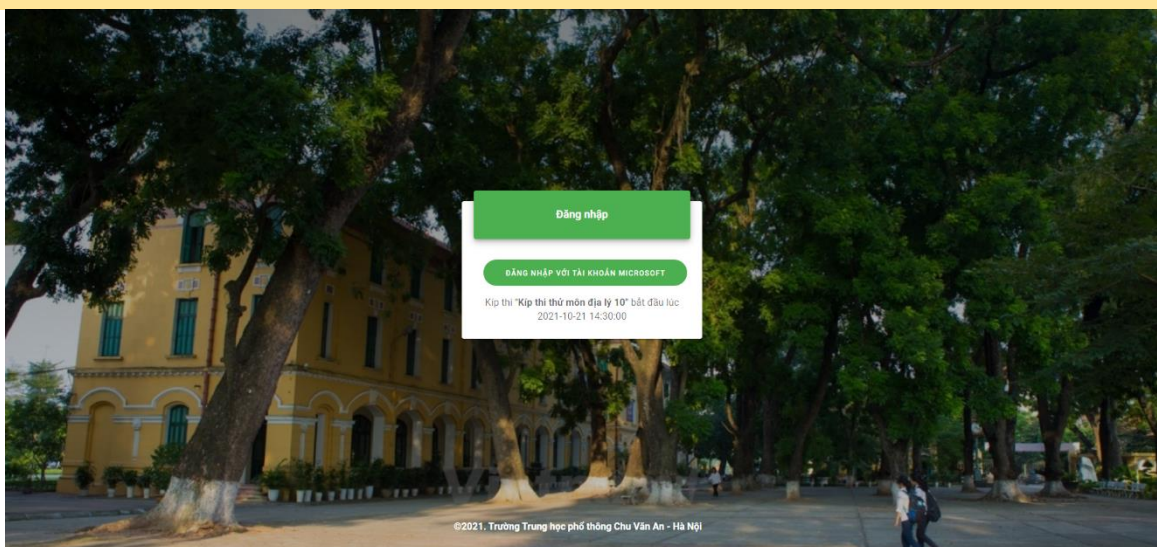 Đăng nhập
ĐĂNG NHẬP VỚI TÀI KHOẢN MICROSOFT
Kíp thi "Kíp thi thử môn địa lý 10" bắt đầu lúc
2021-10-21 14:30:00
©2021. Trường Trung học phổ thông Chu Văn An - Hà Nội